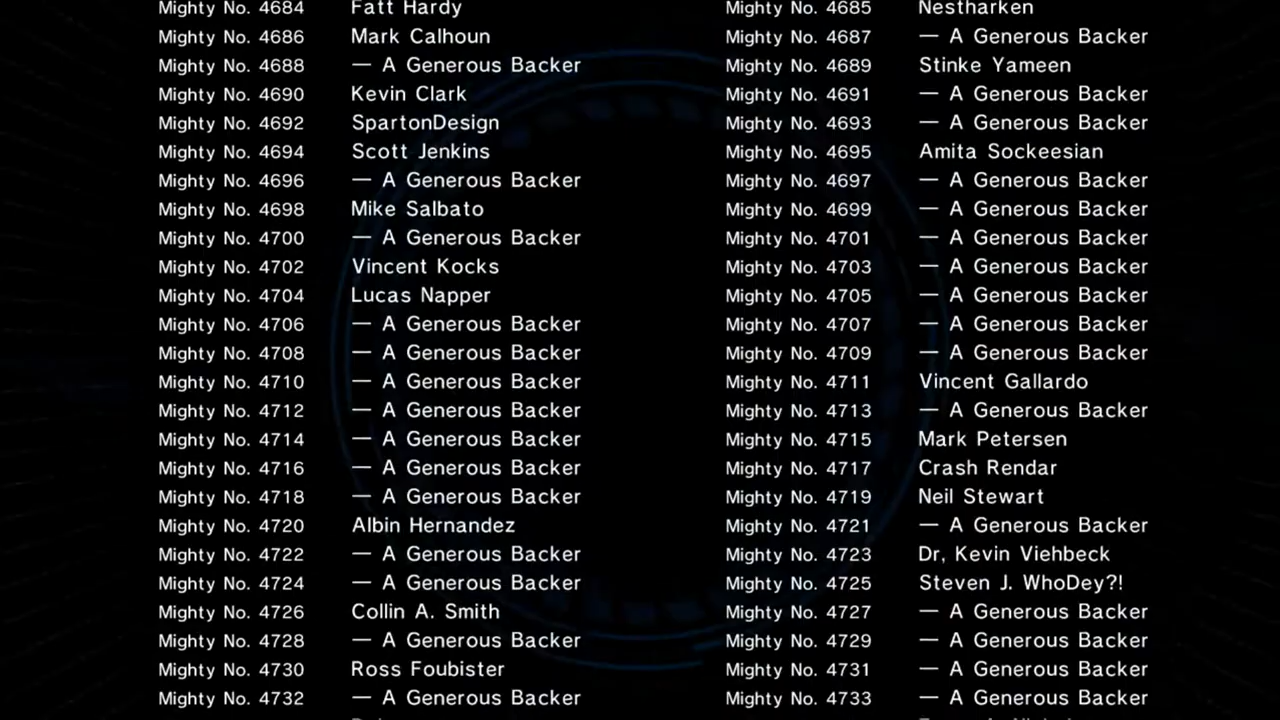 Mighty No. 4684 Fatt Hardy Mighty No. 4685 Nestharken
Mighty No. 4686 Mark Calhoun Mighty No. 4687 — A Generous Backer
Mighty No. 4688 — A Generous Backer Mighty No. 4689 Stinke Yameen
Mighty No. 4690 Kevin Clark Mighty No. 4691 — A Generous Backer
Mighty No. 4692 SpartonDesign Mighty No. 4693 — A Generous Backer
Mighty No. 4694 Scott Jenkins Mighty No. 4695 Amita Sockeesian
Mighty No. 4696 — A Generous Backer Mighty No. 4697 — A Generous Backer
Mighty No. 4698 Mike Salbato Mighty No. 4699 — A Generous Backer
Mighty No. 4700 — A Generous Backer Mighty No. 4701 — A Generous Backer
Mighty No. 4702 Vincent Kocks Mighty No. 4703 — A Generous Backer
Mighty No. 4704 Lucas Napper Mighty No. 4705 — A Generous Backer
Mighty No. 4706 — A Generous Backer Mighty No. 4707 — A Generous Backer
Mighty No. 4708 — A Generous Backer Mighty No. 4709 — A Generous Backer
Mighty No. 4710 — A Generous Backer Mighty No. 4711 Vincent Gallardo
Mighty No. 4712 — A Generous Backer Mighty No. 4713 — A Generous Backer
Mighty No. 4714 — A Generous Backer Mighty No. 4715 Mark Petersen
Mighty No. 4716 — A Generous Backer Mighty No. 4717 Crash Rendar
Mighty No. 4718 — A Generous Backer Mighty No. 4719 Neil Stewart
Mighty No. 4720 Albin Hernandez Mighty No. 4721 — A Generous Backer
Mighty No. 4722 — A Generous Backer Mighty No. 4723 Dr, Kevin Viehbeck
Mighty No. 4724 — A Generous Backer Mighty No. 4725 Steven J. WhoDey?!
Mighty No. 4726 Collin A. Smith Mighty No. 4727 — A Generous Backer
Mighty No. 4728 — A Generous Backer Mighty No. 4729 — A Generous Backer
Mighty No. 4730 Ross Foubister Mighty No. 4731 — A Generous Backer
Mighty No. 4732 — A Generous Backer Mighty No. 4733 — A Generous Backer